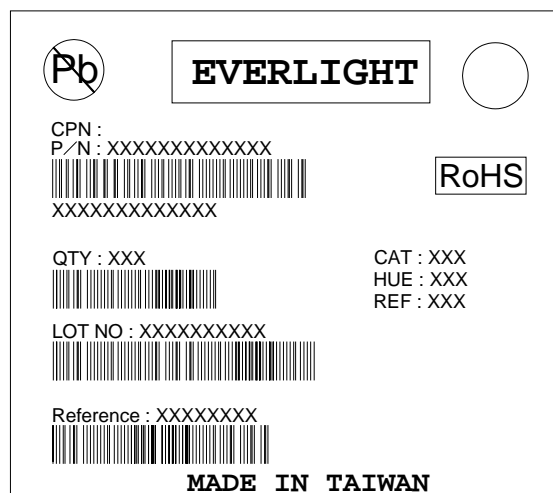 Pb
EVERLIGHT
CPN :
P／N : XXXXXXXXXXXXX
RoHS
XXXXXXXXXXXXX
QTY : XXX
CAT : XXX
HUE : XXX
REF : XXX
LOT NO : XXXXXXXXXX
Reference : XXXXXXXX
MADE IN TAIWAN